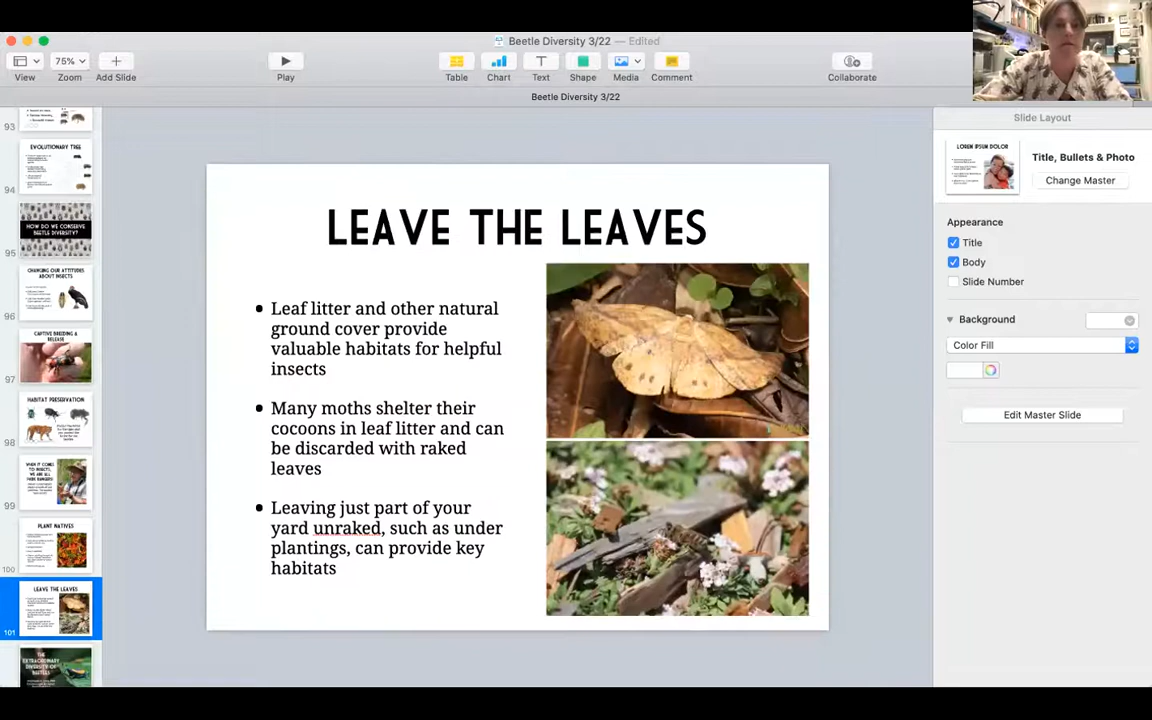 Beetle Diversity 3/22 — Edited
75%
View
Zoom
Add Slide
Play
Table
Chart
Text
Shape
Media
Comment
Collaborate
Beetle Diversity 3/22
93
EVOLUTIONARY TREE
94
HOW DO WE CONSERVE
BEETLE DIVERSITY?
95
CHANGING OUR ATTITUDES
ABOUT INSECTS
96
CAPTIVE BREEDING &
RELEASE
97
HABITAT PRESERVATION
98
WHEN IT COMES
TO INSECTS,
WE ARE ALL
PARK RANGERS
99
PLANT NATIVES
100
LEAVE THE LEAVES
101
THE
EXTRAORDINARY
DIVERSITY OF
BEETLES
LEAVE THE LEAVES
• Leaf litter and other natural
ground cover provide
valuable habitats for helpful
insects
• Many moths shelter their
cocoons in leaf litter and can
be discarded with raked
leaves
• Leaving just part of your
yard unraked, such as under
plantings, can provide key
habitats
Slide Layout
LOREM IPSUM DOLOR
Title, Bullets & Photo
Change Master
Appearance
Title
Body
Slide Number
Background
Color Fill
Edit Master Slide